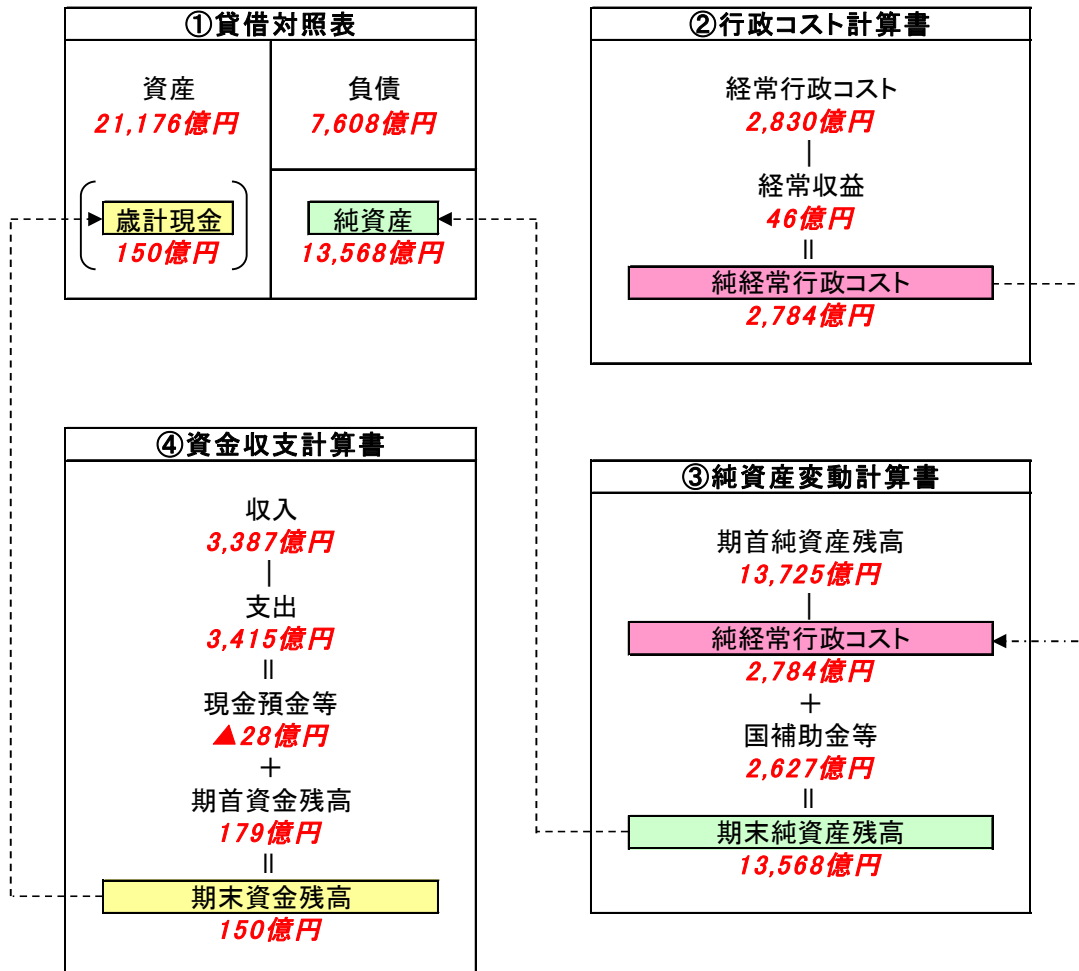 ①貸借対照表
資産
21,176億円
負債
7,608億円
歳計現金
150億円
純資産
13,568億円
②行政コスト計算書
経常行政コスト
2,830億円
|
経常収益
46億円
||
純経常行政コスト
2,784億円
④資金収支計算書
収入
3,387億円
|
支出
3,415億円
||
現金預金等
▲28億円
+
期首資金残高
179億円
||
期末資金残高
150億円
③純資産変動計算書
期首純資産残高
13,725億円
|
純経常行政コスト
2,784億円
+
国補助金等
2,627億円
||
期末純資産残高
13,568億円